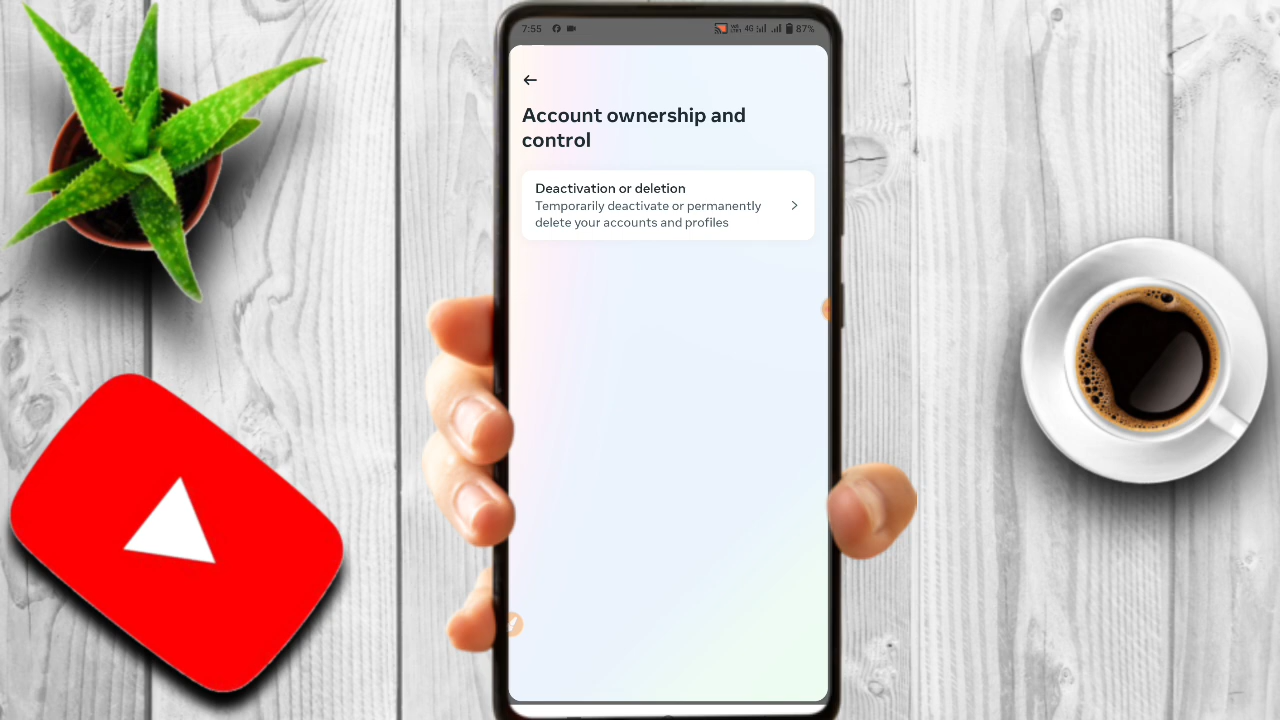 7:55 4G 87%
Account ownership and
control
Deactivation or deletion
Temporarily deactivate or permanently
delete your accounts and profiles